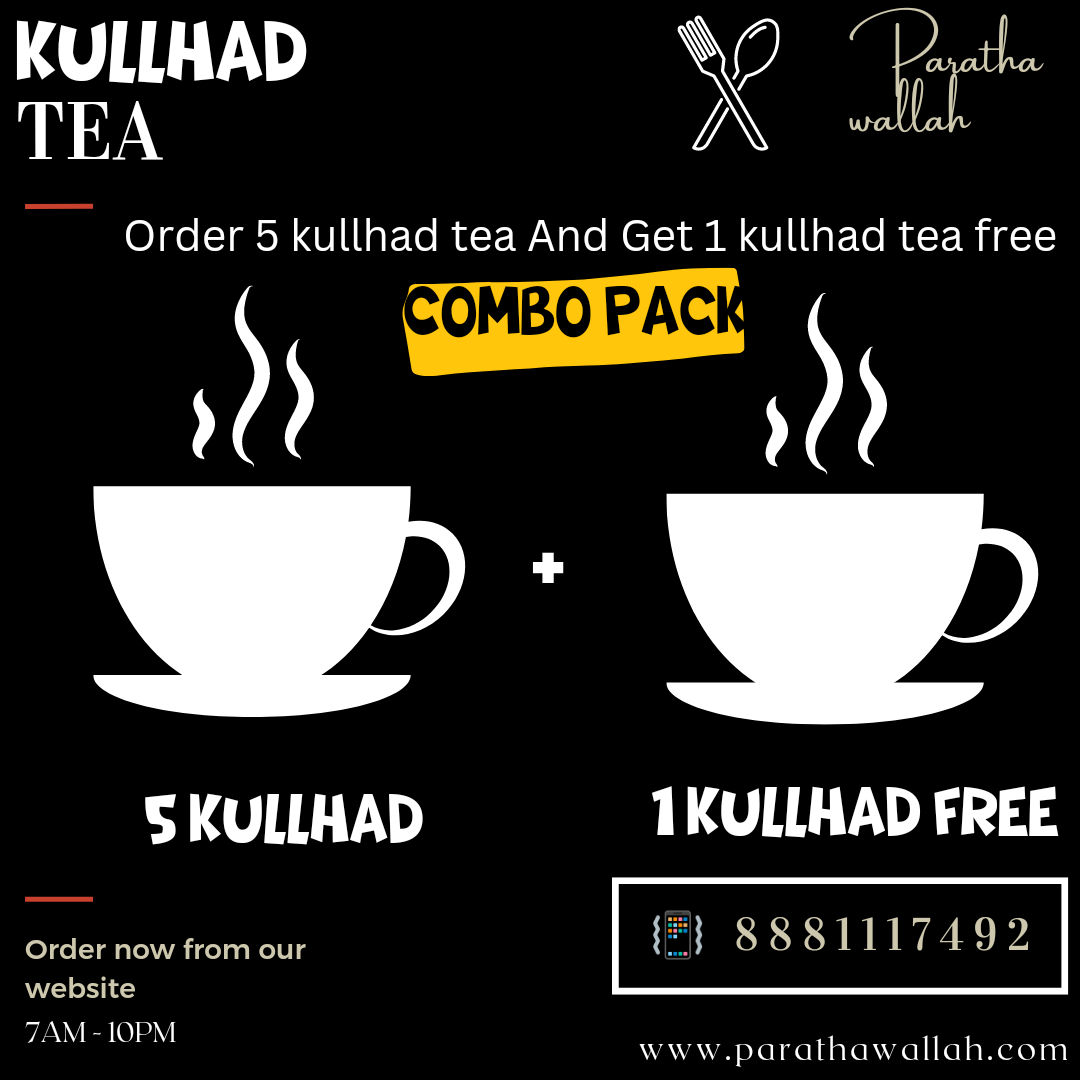 KULLHAD
TEA
Paratha
wallah
Order 5 kullhad tea And Get 1 kullhad tea free
COMBO PACK
+
5 KULLHAD
1 KULLHAD FREE
Order now from our
website
7AM - 10PM
8881117492
www.parathawallah.com